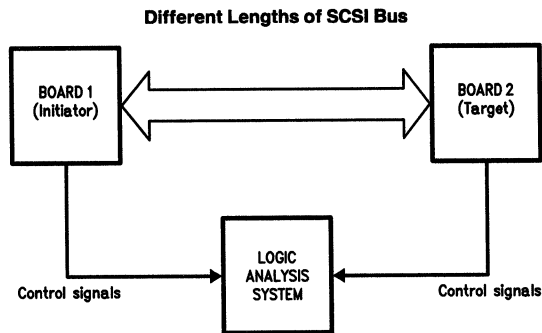 Different Lengths of SCSI Bus
BOARD 1
(Initiator)
BOARD 2
(Target)
LOGIC
ANALYSIS
SYSTEM
Control signals
Control signals